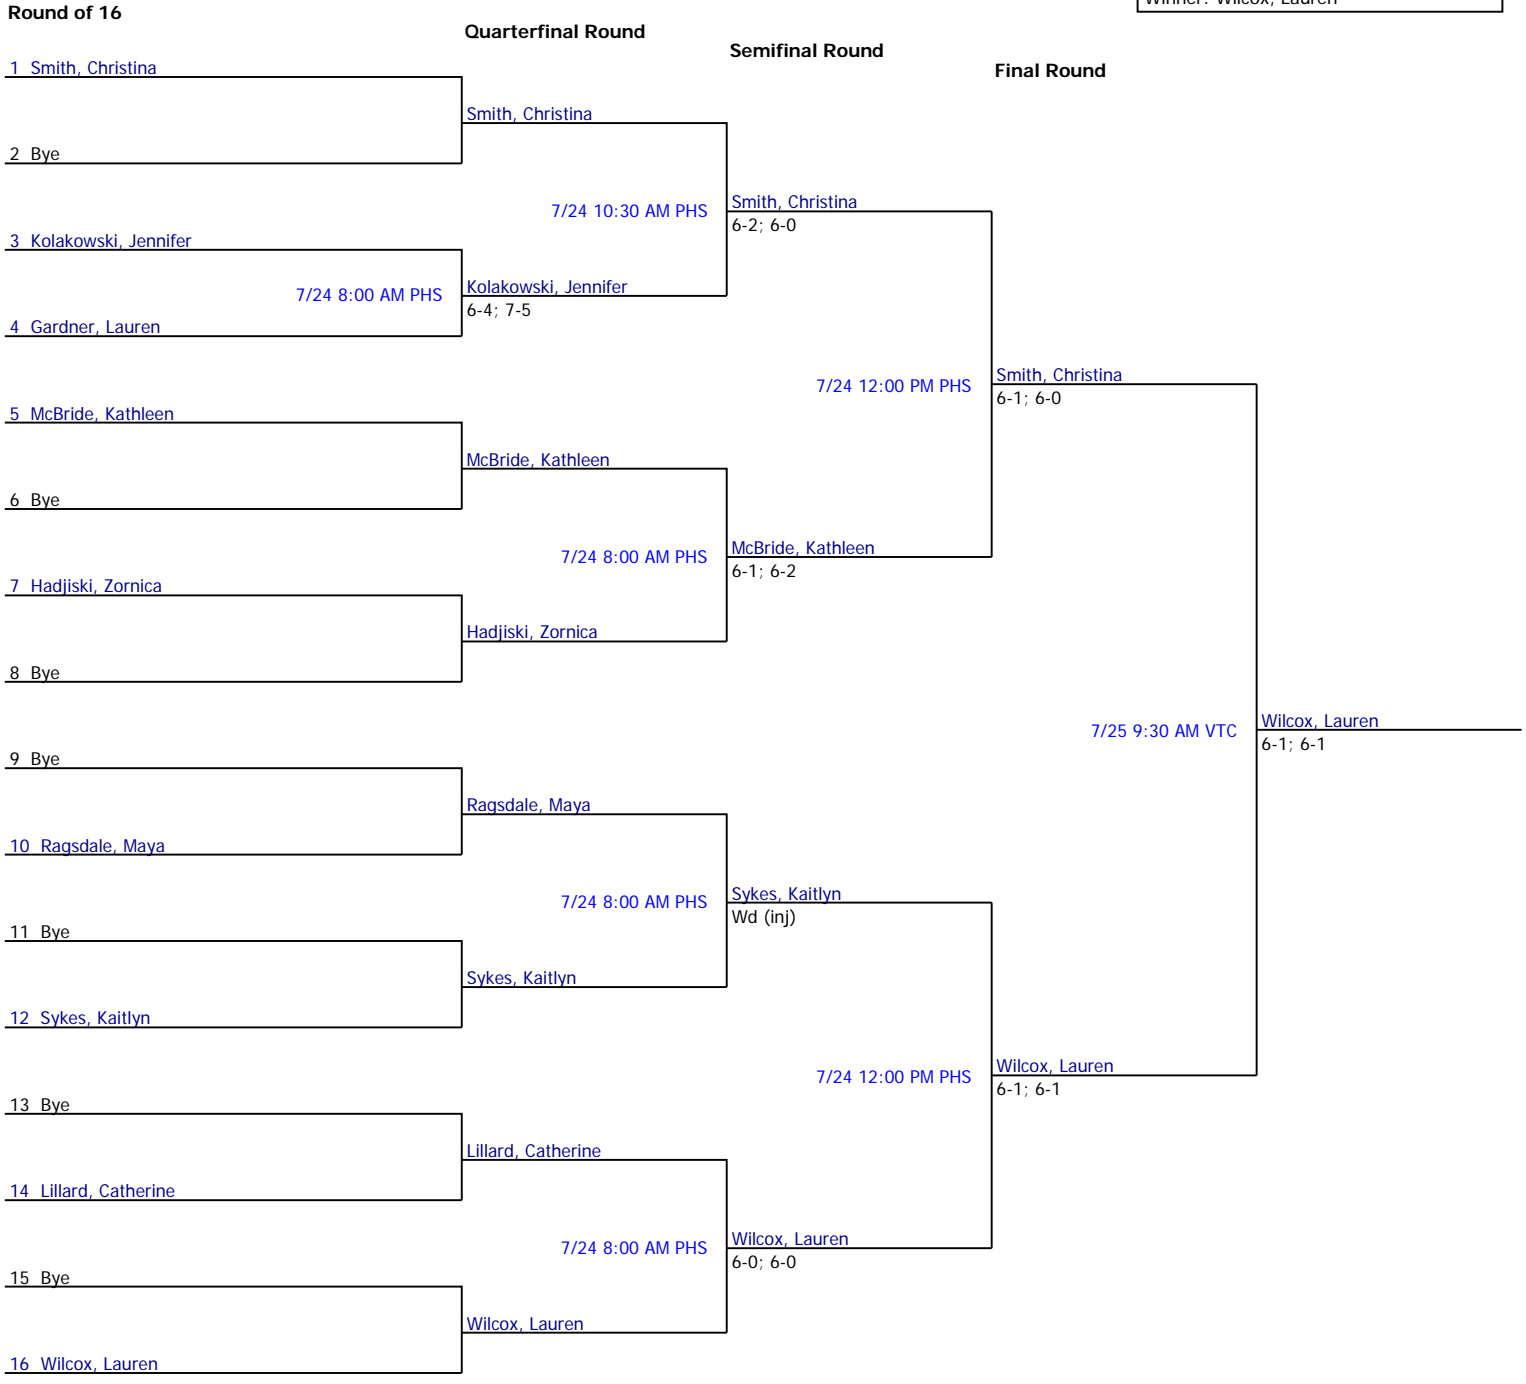 Winner: Wilcox, Lauren
Round of 16
Quarterfinal Round
Semifinal Round
Final Round
1 Smith, Christina
Smith, Christina
2 Bye
7/24 10:30 AM PHS
Smith, Christina
6-2; 6-0
3 Kolakowski, Jennifer
7/24 8:00 AM PHS
Kolakowski, Jennifer
6-4; 7-5
4 Gardner, Lauren
7/24 12:00 PM PHS
Smith, Christina
6-1; 6-0
5 McBride, Kathleen
McBride, Kathleen
6 Bye
7/24 8:00 AM PHS
McBride, Kathleen
6-1; 6-2
7 Hadjiski, Zornica
Hadjiski, Zornica
8 Bye
7/25 9:30 AM VTC
Wilcox, Lauren
6-1; 6-1
9 Bye
Ragsdale, Maya
10 Ragsdale, Maya
7/24 8:00 AM PHS
Sykes, Kaitlyn
Wd (inj)
11 Bye
Sykes, Kaitlyn
12 Sykes, Kaitlyn
7/24 12:00 PM PHS
Wilcox, Lauren
6-1; 6-1
13 Bye
Lillard, Catherine
14 Lillard, Catherine
7/24 8:00 AM PHS
Wilcox, Lauren
6-0; 6-0
15 Bye
Wilcox, Lauren
16 Wilcox, Lauren